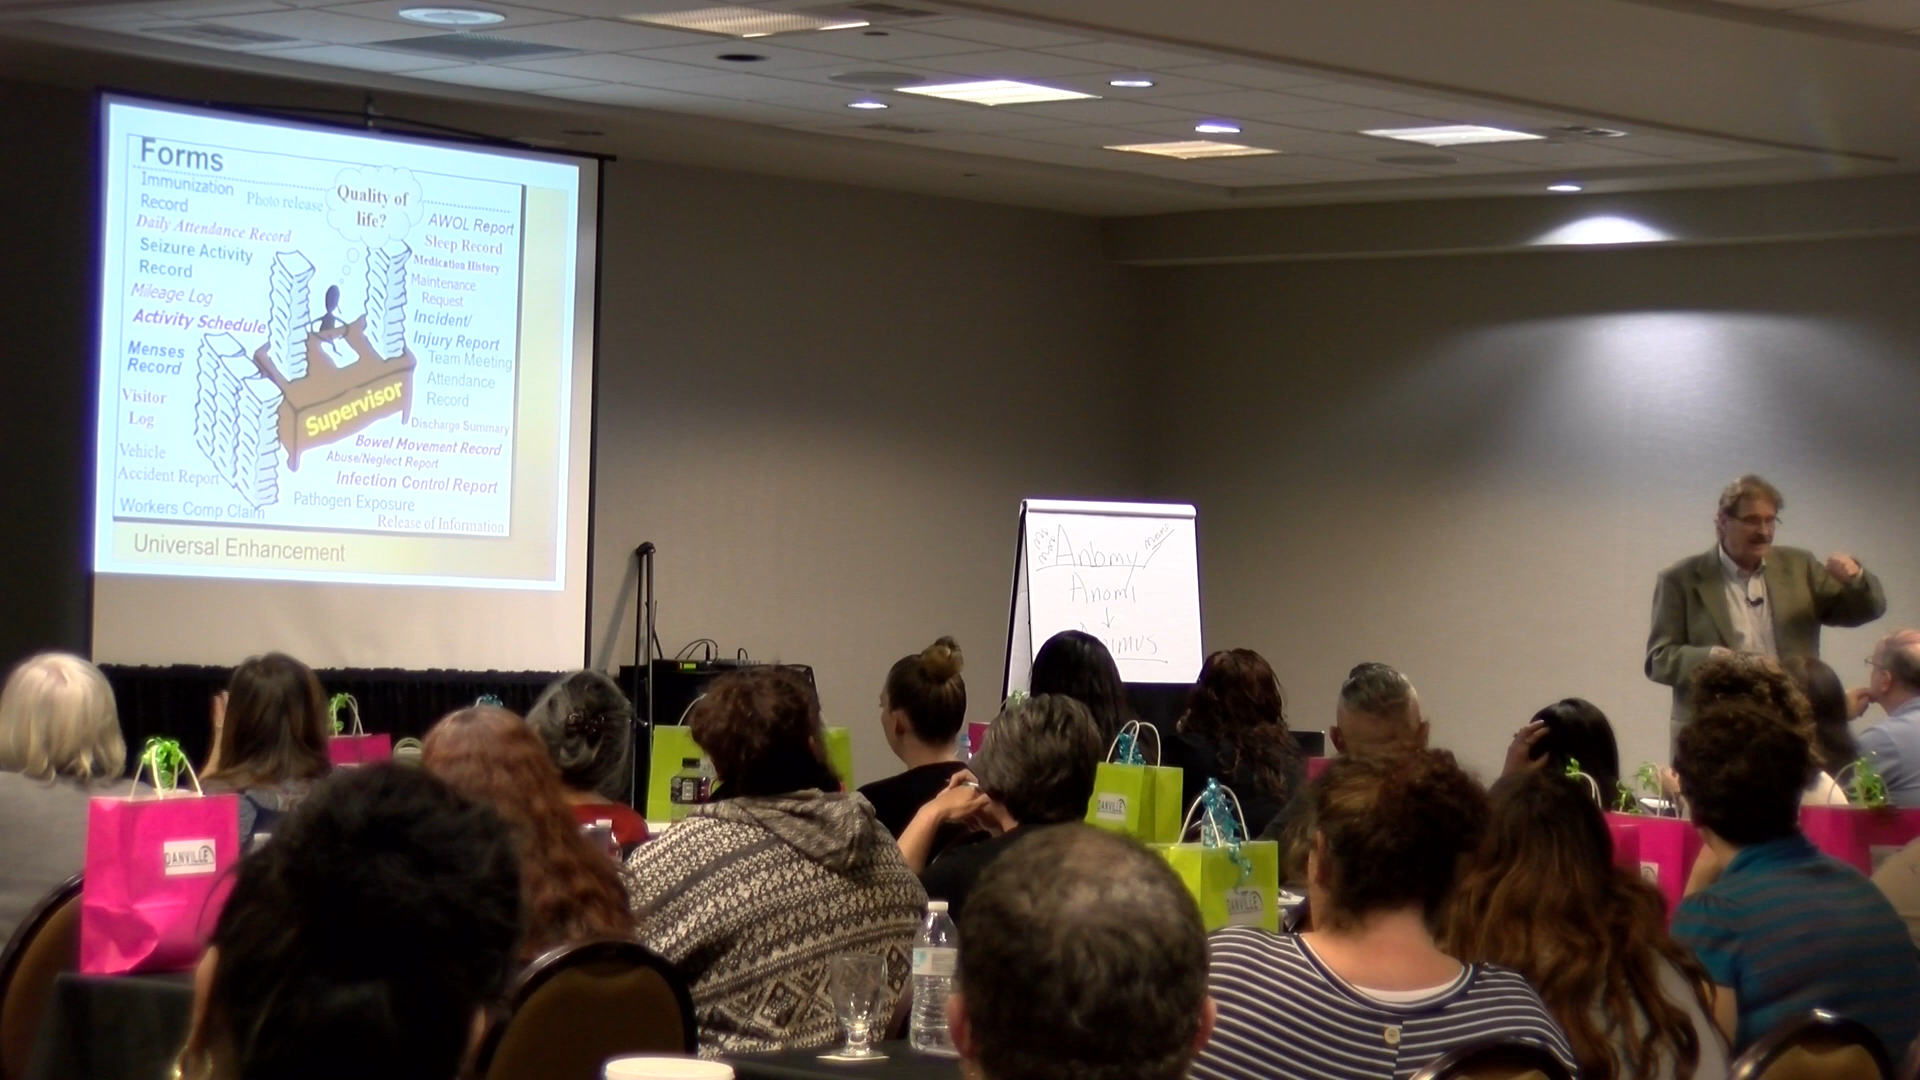 Forms
Immunization
Record
Photo release
Quality of
life?
Daily Attendance Record
Seizure Activity
Record
Mileage Log
Activity Schedule
Menses
Record
Visitor
Log
Vehicle
Accident Report
Workers Comp Claim
AWOL Report
Sleep Record
Medication History
Maintenance
Request
Incident/
Injury Report
Team Meeting
Attendance
Record
Discharge Summary
Bowel Movement Record
Abuse/Neglect Report
Infection Control Report
Pathogen Exposure
Release of Information
Supervisor
Universal Enhancement
Anomy
Anomi
DANVILLE
DANVILLE
DANVILLE